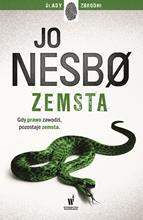 ŚLADY ZBRODNI
JO
NESBØ
ZEMSTA
Gdy prawo zawodzi,
pozostaje zemsta.